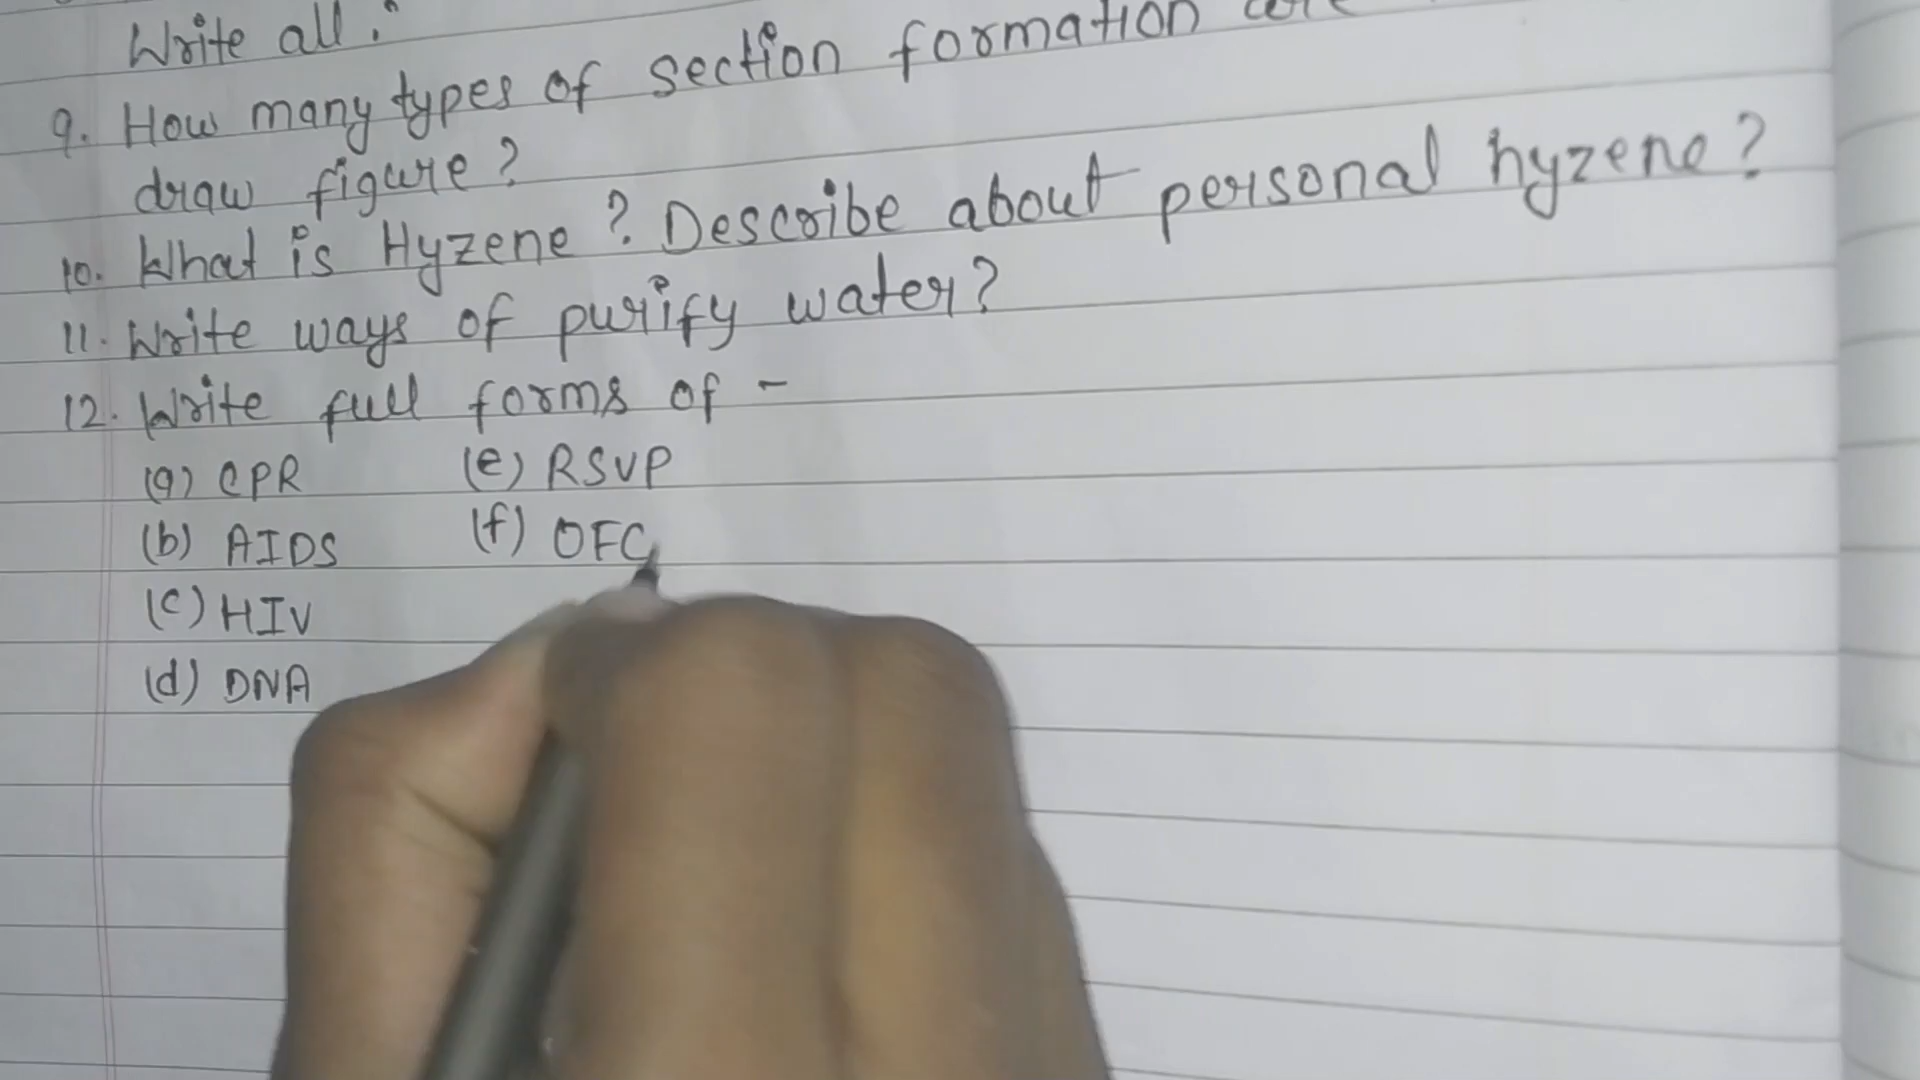 Write all.
9. How many types of section formation
draw figure?
10. What is Hyzene? Describe about personal hyzene?
11. Write ways of purify water?
12. Write full forms of -
(a) CPR (e) RSVP
(b) AIDS (f) OFC
(c) HIV
(d) DNA